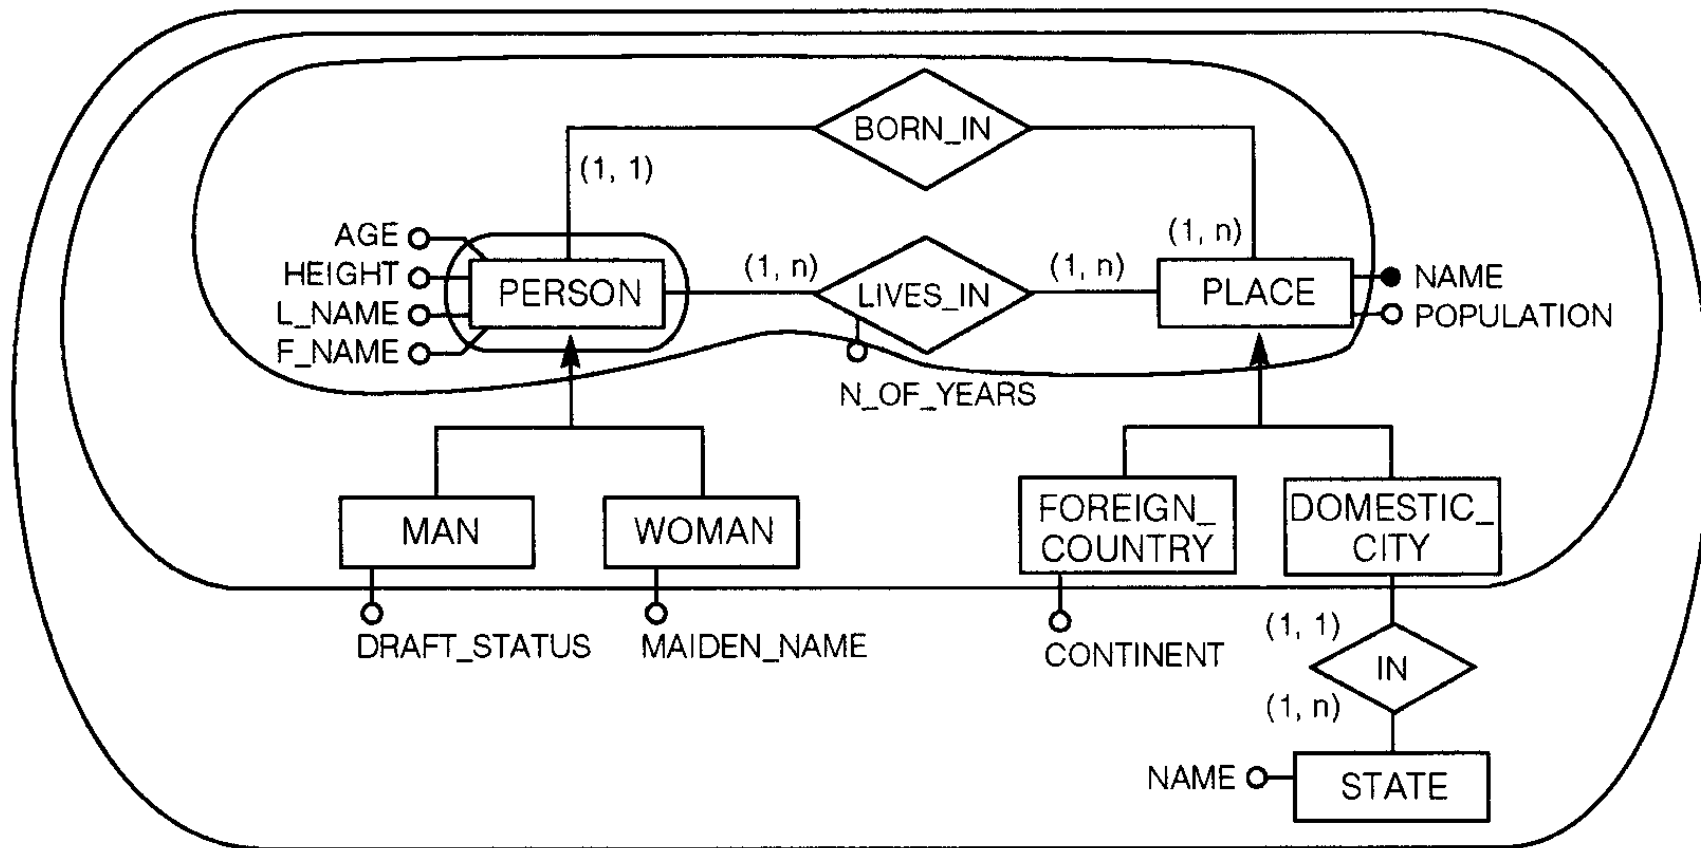 BORN_IN
(1, 1)
(1, n)
AGE
HEIGHT
L_NAME
F_NAME
PERSON
(1, n)
LIVES_IN
(1, n)
PLACE
NAME
POPULATION
N_OF_YEARS
MAN
WOMAN
FOREIGN_
COUNTRY
DOMESTIC_
CITY
DRAFT_STATUS
MAIDEN_NAME
CONTINENT
(1, 1)
IN
(1, n)
NAME
STATE